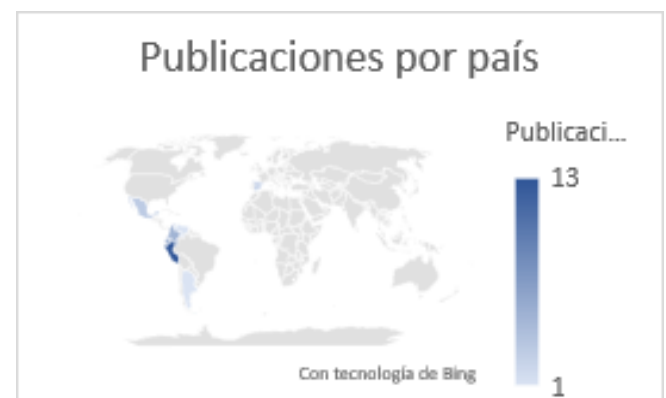 Publicaciones por país
Publicaci...
13
Con tecnología de Bing
1